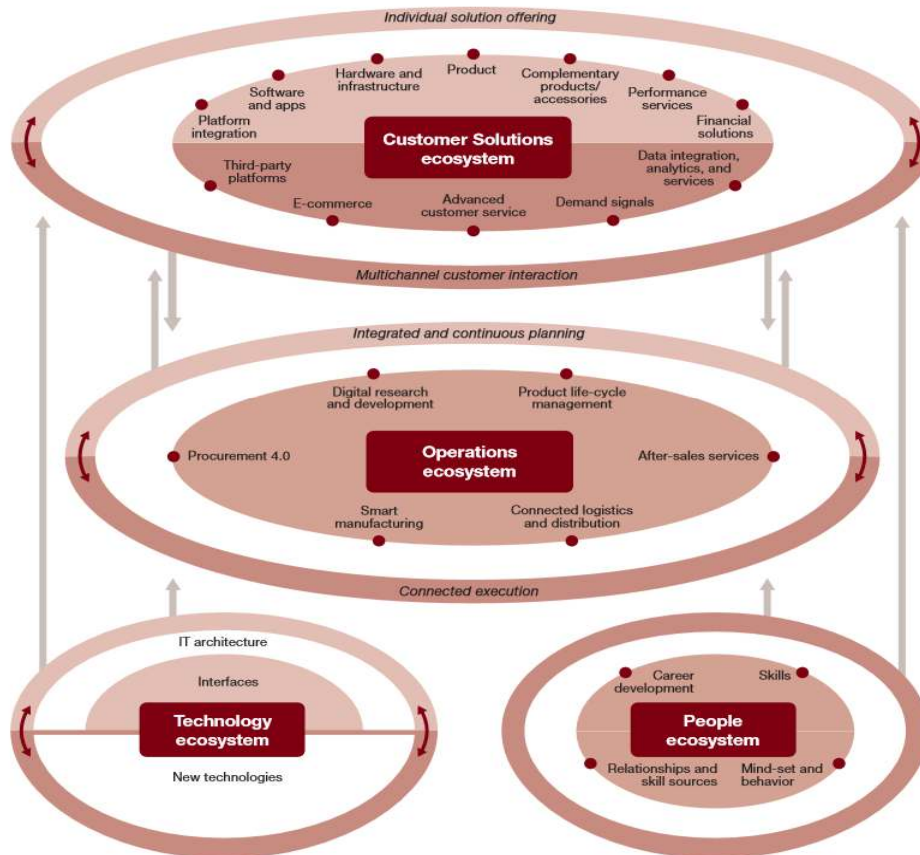 Individual solution offering
Product
Hardware and
infrastructure
Complementary
products/
accessories
Software
and apps
Performance
services
Platform
integration
Financial
solutions
Customer Solutions
ecosystem
Third-party
platforms
Data integration,
analytics, and
services
E-commerce
Advanced
customer service
Demand signals
Multichannel customer interaction
Integrated and continuous planning
Digital research
and development
Product life-cycle
management
Procurement 4.0
Operations
ecosystem
After-sales services
Smart
manufacturing
Connected logistics
and distribution
Connected execution
IT architecture
Interfaces
Technology
ecosystem
New technologies
Career
development
Skills
People
ecosystem
Relationships and
skill sources
Mind-set and
behavior